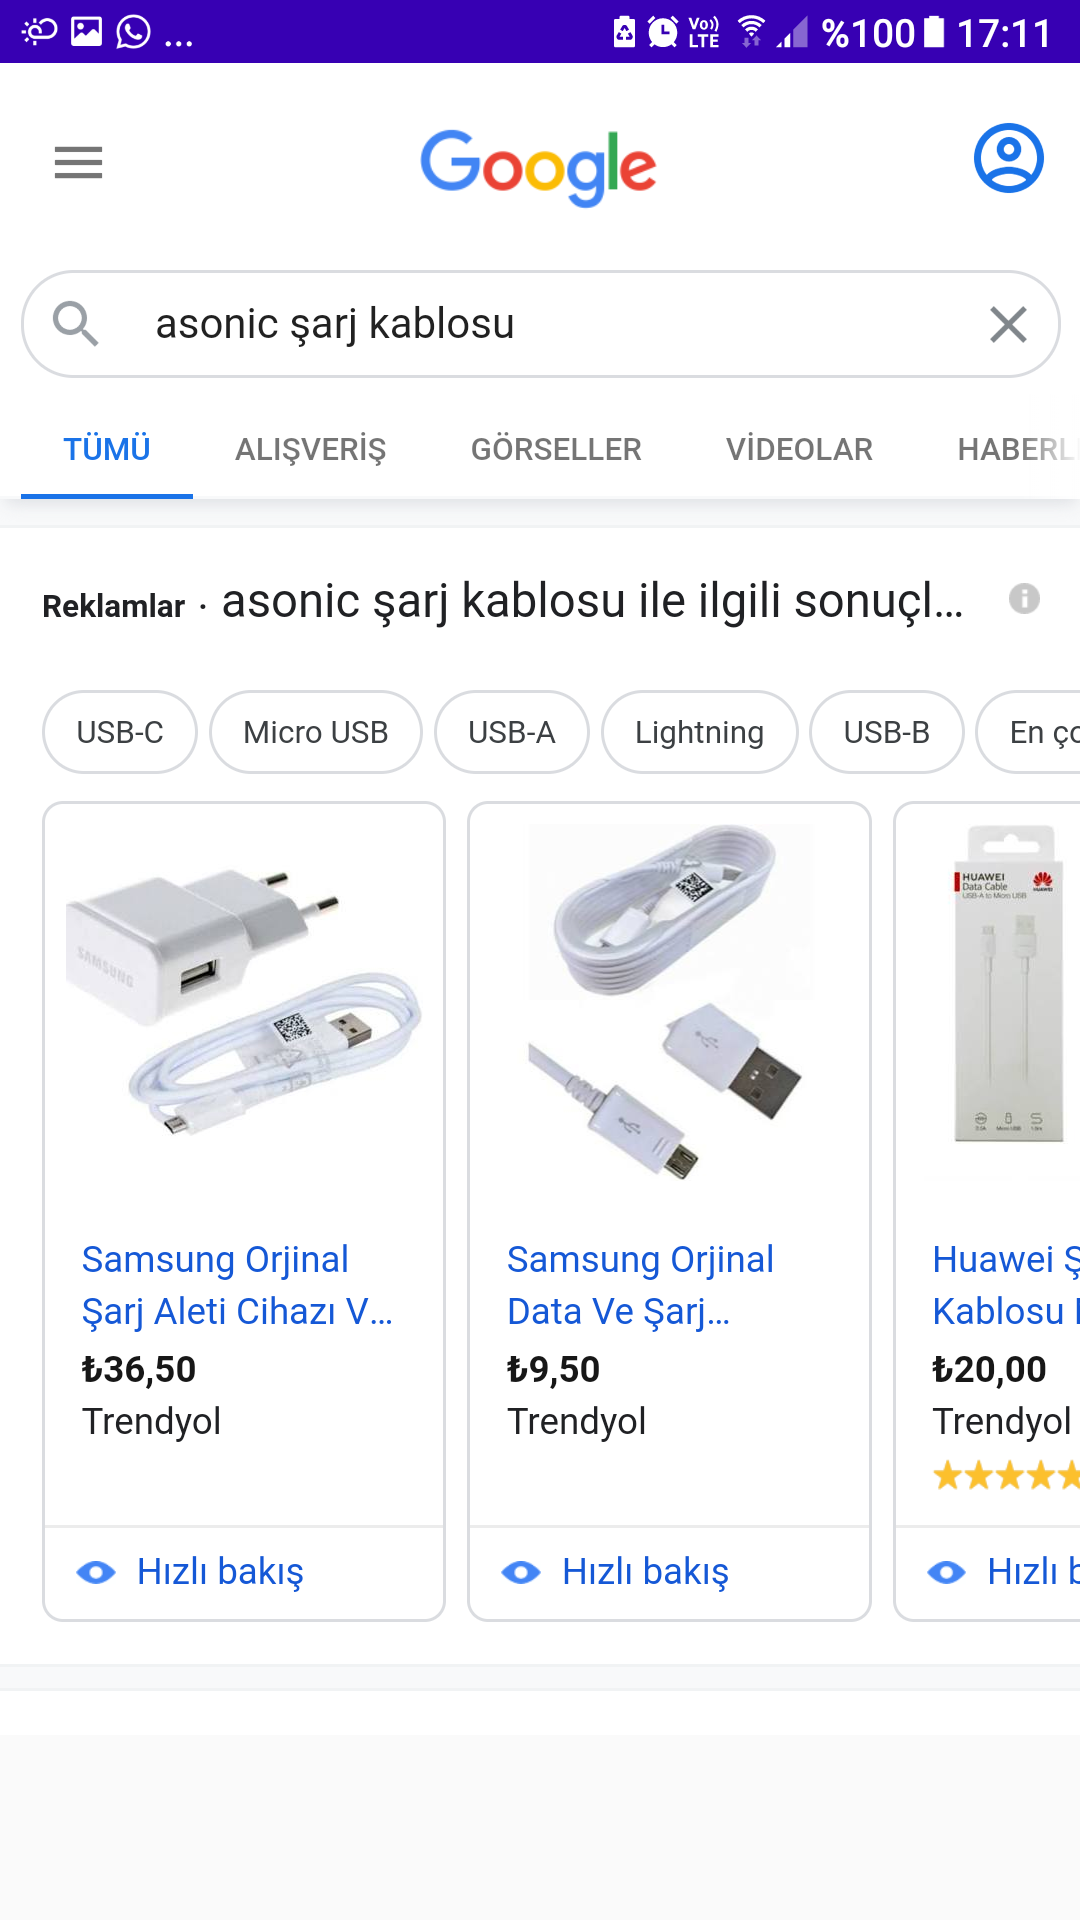 ... Vo)) LTE %100 17:11
Google
asonic şarj kablosu
TÜMÜ ALIŞVERİŞ GÖRSELLER VİDEOLAR HABERL
Reklamlar · asonic şarj kablosu ile ilgili sonuçl...
USB-C Micro USB USB-A Lightning USB-B En ço
SAMSUNG
HUAWEI
Data Cable
USB-A to Micro USB
HUAWEI
Samsung Orjinal
Şarj Aleti Cihazı V...
₺36,50
Trendyol
Hızlı bakış
Samsung Orjinal
Data Ve Şarj...
₺9,50
Trendyol
Hızlı bakış
Huawei Ş
Kablosu
₺20,00
Trendyol
Hızlı b